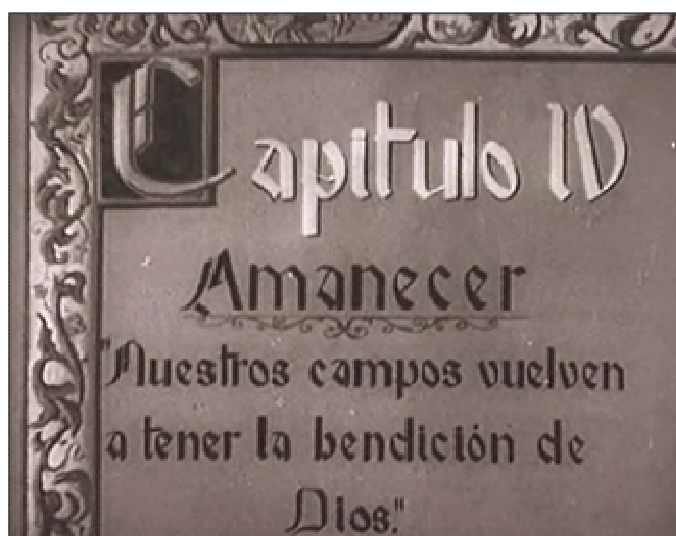 Capitulo IV
Amanecer
"Nuestros campos vuelven
a tener la bendición de
Dios."